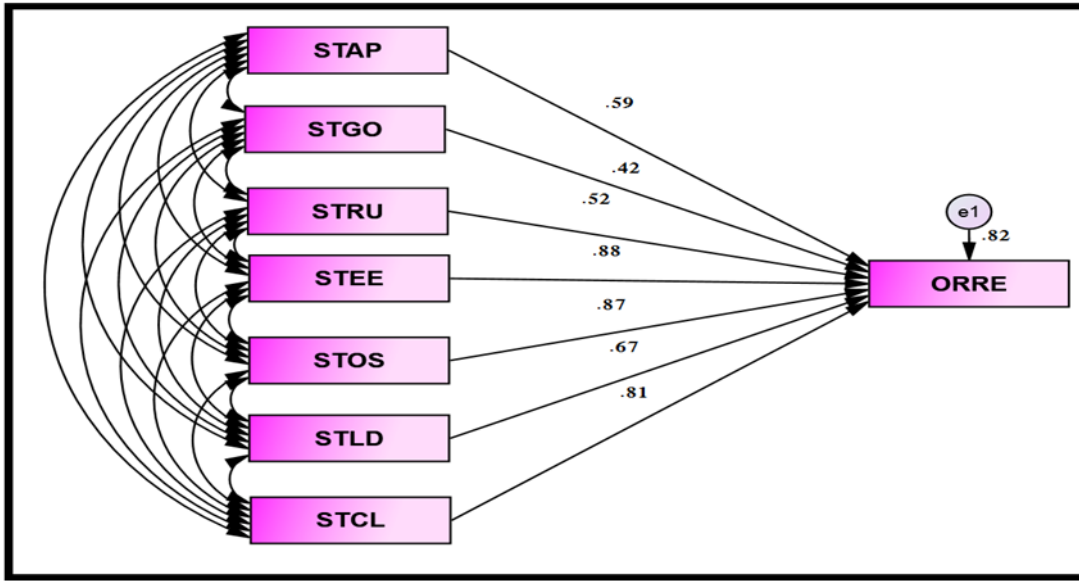 STAP
.59
STGO
.42
.52
STRU
e1
.82
.88
STEE
ORRE
.87
STOS
.67
.81
STLD
STCL